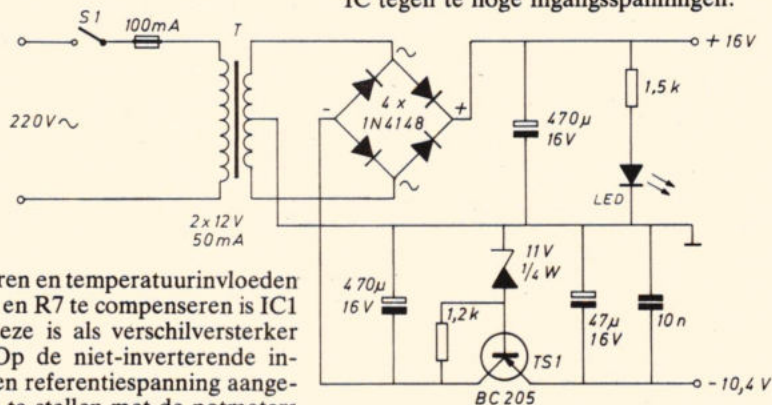 IC tegen te hoge ingangsspanningen.
S1
100mA
T
220V~
2x12V
50mA
~
-
4 x
1N4148
+
~
+ 16V
470µ
16V
1,5 k
LED
470µ
16V
11V
¼ W
1,2k
TS1
BC 205
47µ
16V
10n
- 10,4 V
ren en temperatuurinvloeden
en R7 te compenseren is IC1
eze is als verschilversterker
Op de niet-inverterende in-
en referentiespanning aange-